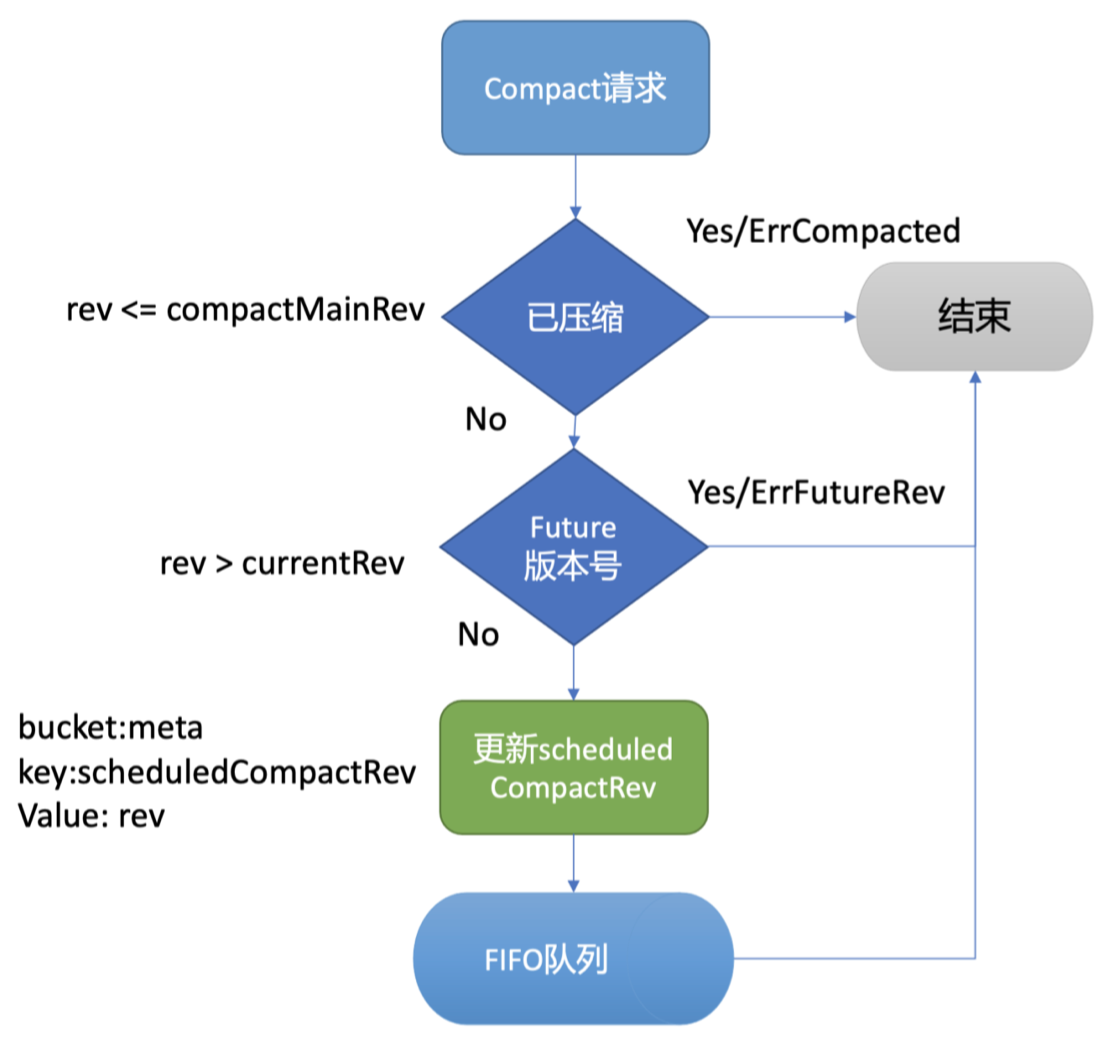 Compact请求
Yes/ErrCompacted
rev <= compactMainRev
已压缩
结束
No
Yes/ErrFutureRev
Future
版本号
rev > currentRev
No
bucket:meta
key:scheduledCompactRev
Value: rev
更新scheduled
CompactRev
FIFO队列